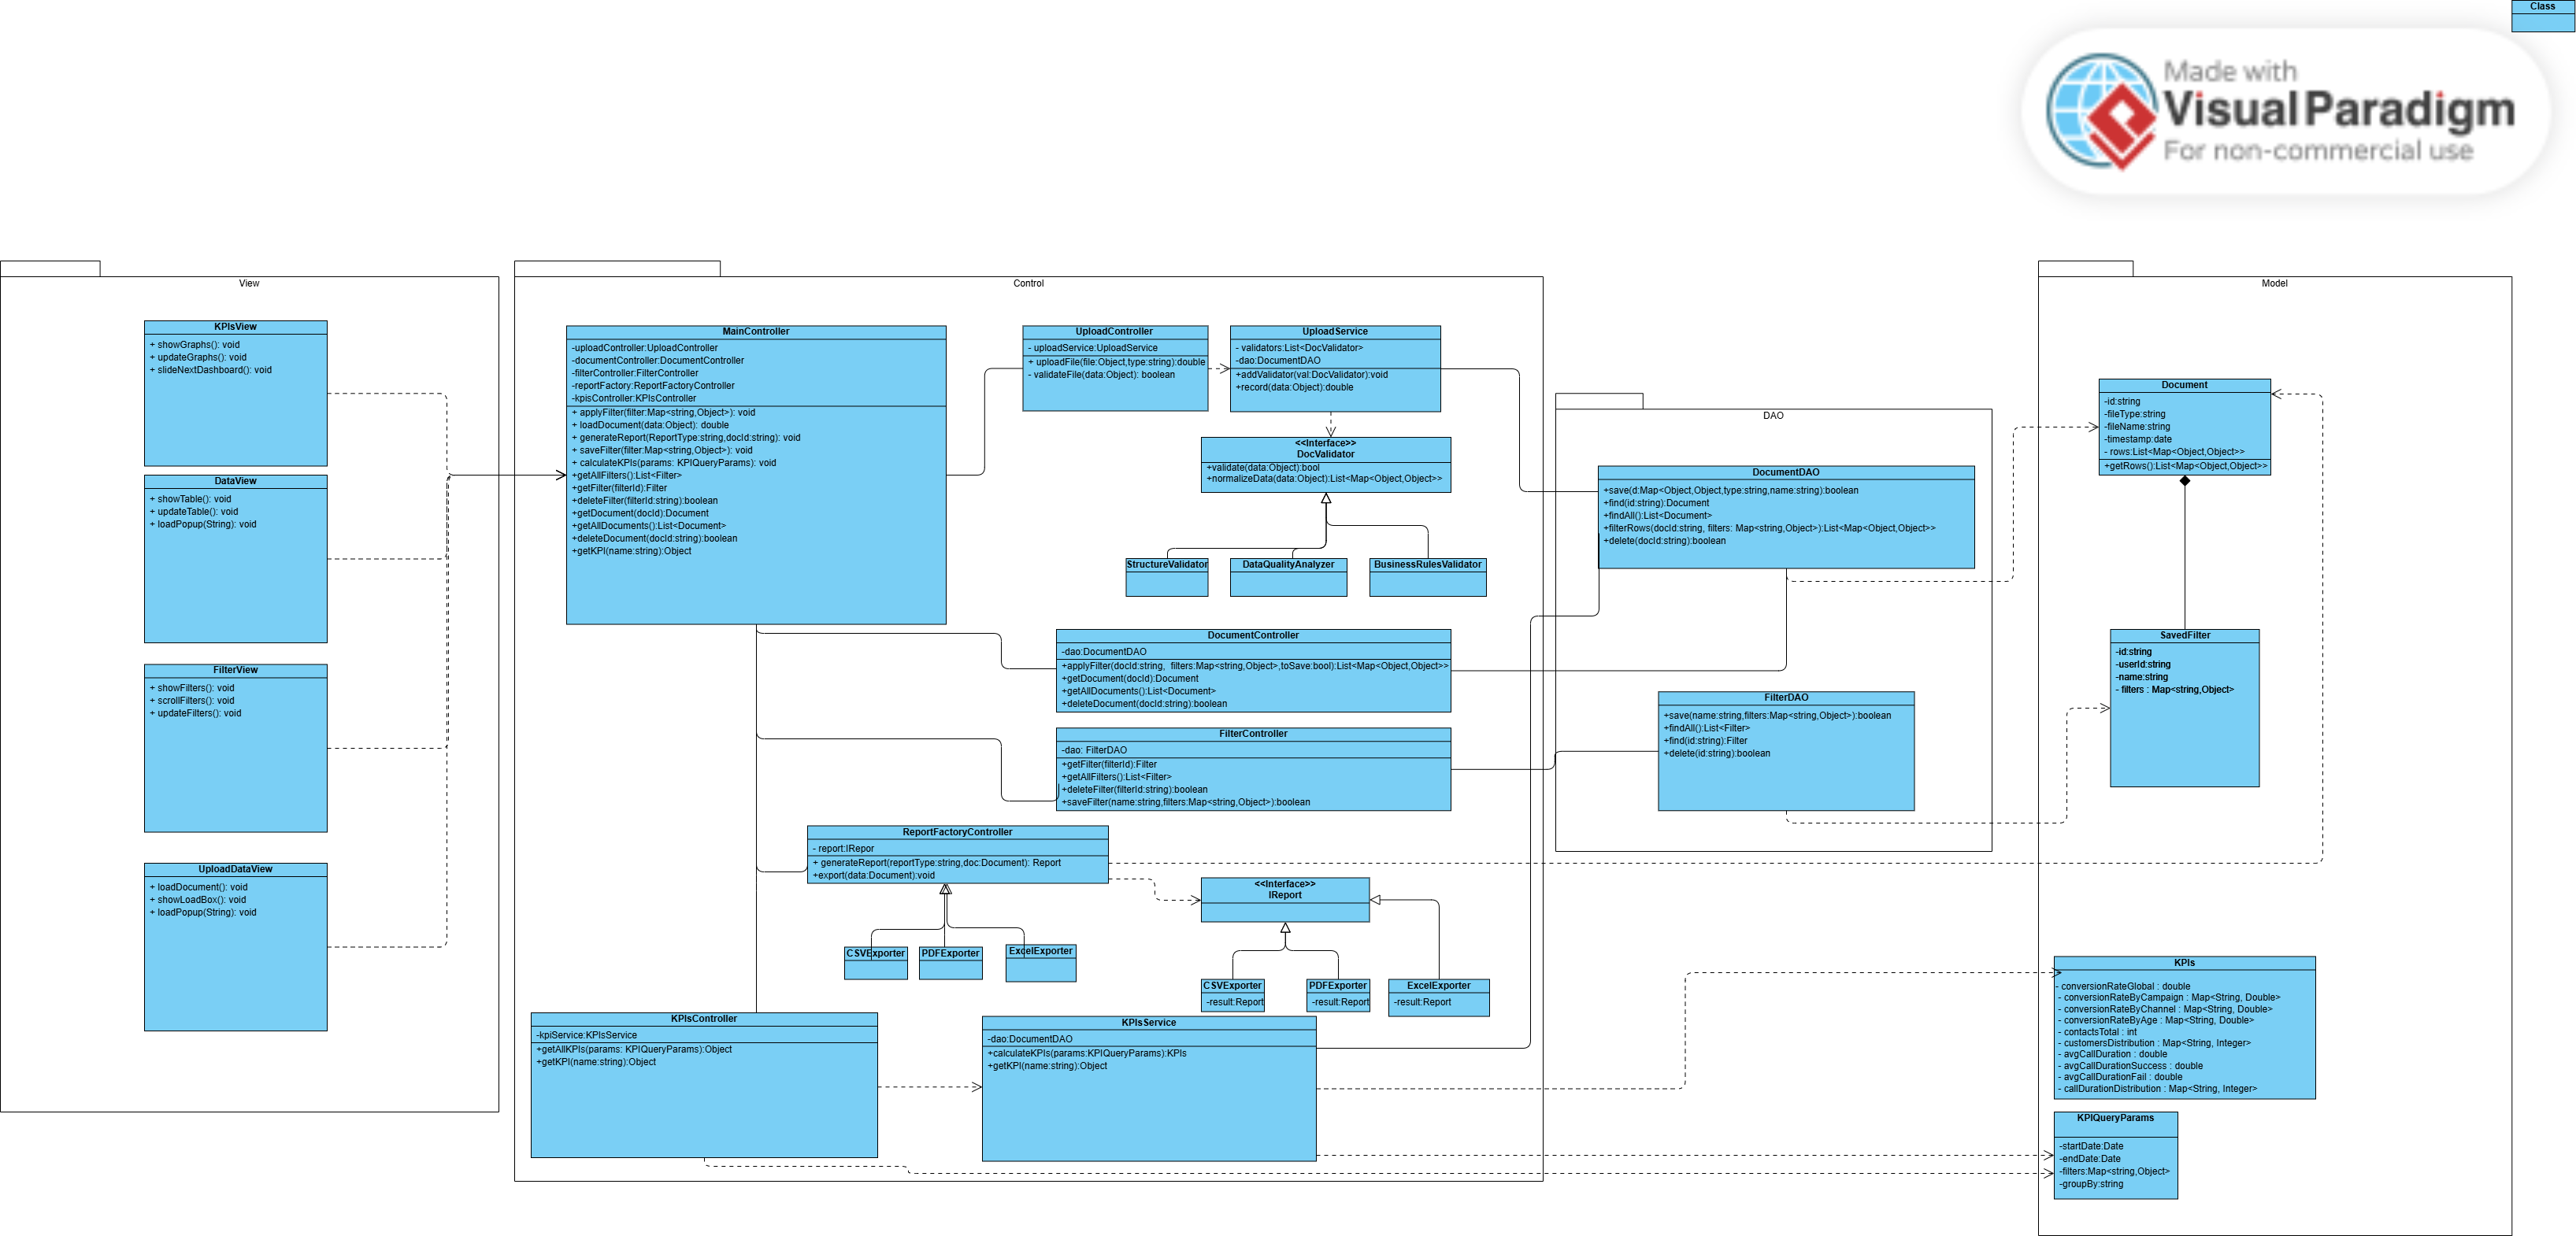 Class
Made with
Visual Paradigm
For non-commercial use
View
KPIsView
+ showGraphs(): void
+ updateGraphs(): void
+ slideNextDashboard(): void
DataView
+ showTable(): void
+ updateTable(): void
+ loadPopup(String): void
FilterView
+ showFilters(): void
+ scrollFilters(): void
+ updateFilters(): void
UploadDataView
+ loadDocument(): void
+ showLoadBox(): void
+ loadPopup(String): void
Control
MainController
-uploadController:UploadController
-documentController:DocumentController
-filterController:FilterController
-reportFactory:ReportFactoryController
-kpisController:KPIsController
+ applyFilter(filter:Map<string,Object>): void
+ loadDocument(data:Object): double
+ generateReport(ReportType:string,docId:string): void
+ saveFilter(filter:Map<string,Object>): void
+ calculateKPIs(params: KPIQueryParams): void
+getAllFilters():List<Filter>
+getFilter(filterId):Filter
+deleteFilter(filterId:string):boolean
+getDocument(docId):Document
+getAllDocuments():List<Document>
+deleteDocument(docId:string):boolean
+getKPI(name:string):Object
UploadController
- uploadService:UploadService
+ uploadFile(file:Object,type:string):double
- validateFile(data:Object): boolean
UploadService
- validators:List<DocValidator>
-dao:DocumentDAO
+addValidator(val:DocValidator):void
+record(data:Object):double
<<Interface>>
DocValidator
+validate(data:Object):bool
+normalizeData(data:Object):List<Map<Object,Object>>
StructureValidator
DataQualityAnalyzer
BusinessRulesValidator
DocumentController
-dao:DocumentDAO
+applyFilter(docId:string, filters:Map<string,Object>,toSave:bool):List<Map<Object,Object>>
+getDocument(docId):Document
+getAllDocuments():List<Document>
+deleteDocument(docId:string):boolean
FilterController
-dao: FilterDAO
+getFilter(filterId):Filter
+getAllFilters():List<Filter>
+deleteFilter(filterId:string):boolean
+saveFilter(name:string,filters:Map<string,Object>):boolean
ReportFactoryController
- report:IRepor
+ generateReport(reportType:string,doc:Document): Report
+export(data:Document):void
CSVExporter
PDFExporter
ExcelExporter
<<Interface>>
IReport
CSVExporter
-result:Report
PDFExporter
-result:Report
ExcelExporter
-result:Report
KPIsController
-kpiService:KPIsService
+getAllKPIs(params: KPIQueryParams):Object
+getKPI(name:string):Object
KPIsService
-dao:DocumentDAO
+calculateKPIs(params:KPIQueryParams):KPIs
+getKPI(name:string):Object
DAO
DocumentDAO
+save(d:Map<Object,Object,type:string,name:string):boolean
+find(id:string):Document
+findAll():List<Document>
+filterRows(docId:string, filters: Map<string,Object>):List<Map<Object,Object>>
+delete(docId:string):boolean
FilterDAO
+save(name:string,filters:Map<string,Object>):boolean
+findAll():List<Filter>
+find(id:string):Filter
+delete(id:string):boolean
Model
Document
-id:string
-fileType:string
-fileName:string
-timestamp:date
- rows:List<Map<Object,Object>>
+getRows():List<Map<Object,Object>>
SavedFilter
-id:string
-userId:string
-name:string
- filters : Map<string,Object>
KPIs
- conversionRateGlobal : double
- conversionRateByCampaign : Map<String, Double>
- conversionRateByChannel : Map<String, Double>
- conversionRateByAge : Map<String, Double>
- contactsTotal : int
- customersDistribution : Map<String, Integer>
- avgCallDuration : double
- avgCallDurationSuccess : double
- avgCallDurationFail : double
- callDurationDistribution : Map<String, Integer>
KPIQueryParams
-startDate:Date
-endDate:Date
-filters:Map<string,Object>
-groupBy:string